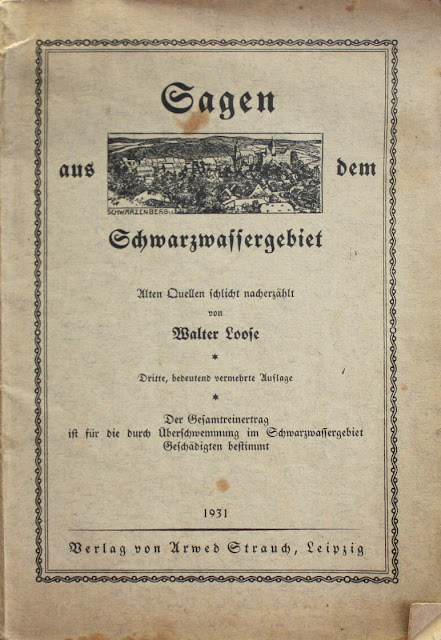 Sagen
aus dem
SCHWARZENBERG
Schwarzwassergebiet
Alten Quellen schlicht nacherzählt
von
Walter Loose
*
Dritte, bedeutend vermehrte Auflage
*
Der Gesamtreinertrag
ist für die durch Überschwemmung im Schwarzwassergebiet
Geschädigten bestimmt
1931
Verlag von Arwed Strauch, Leipzig